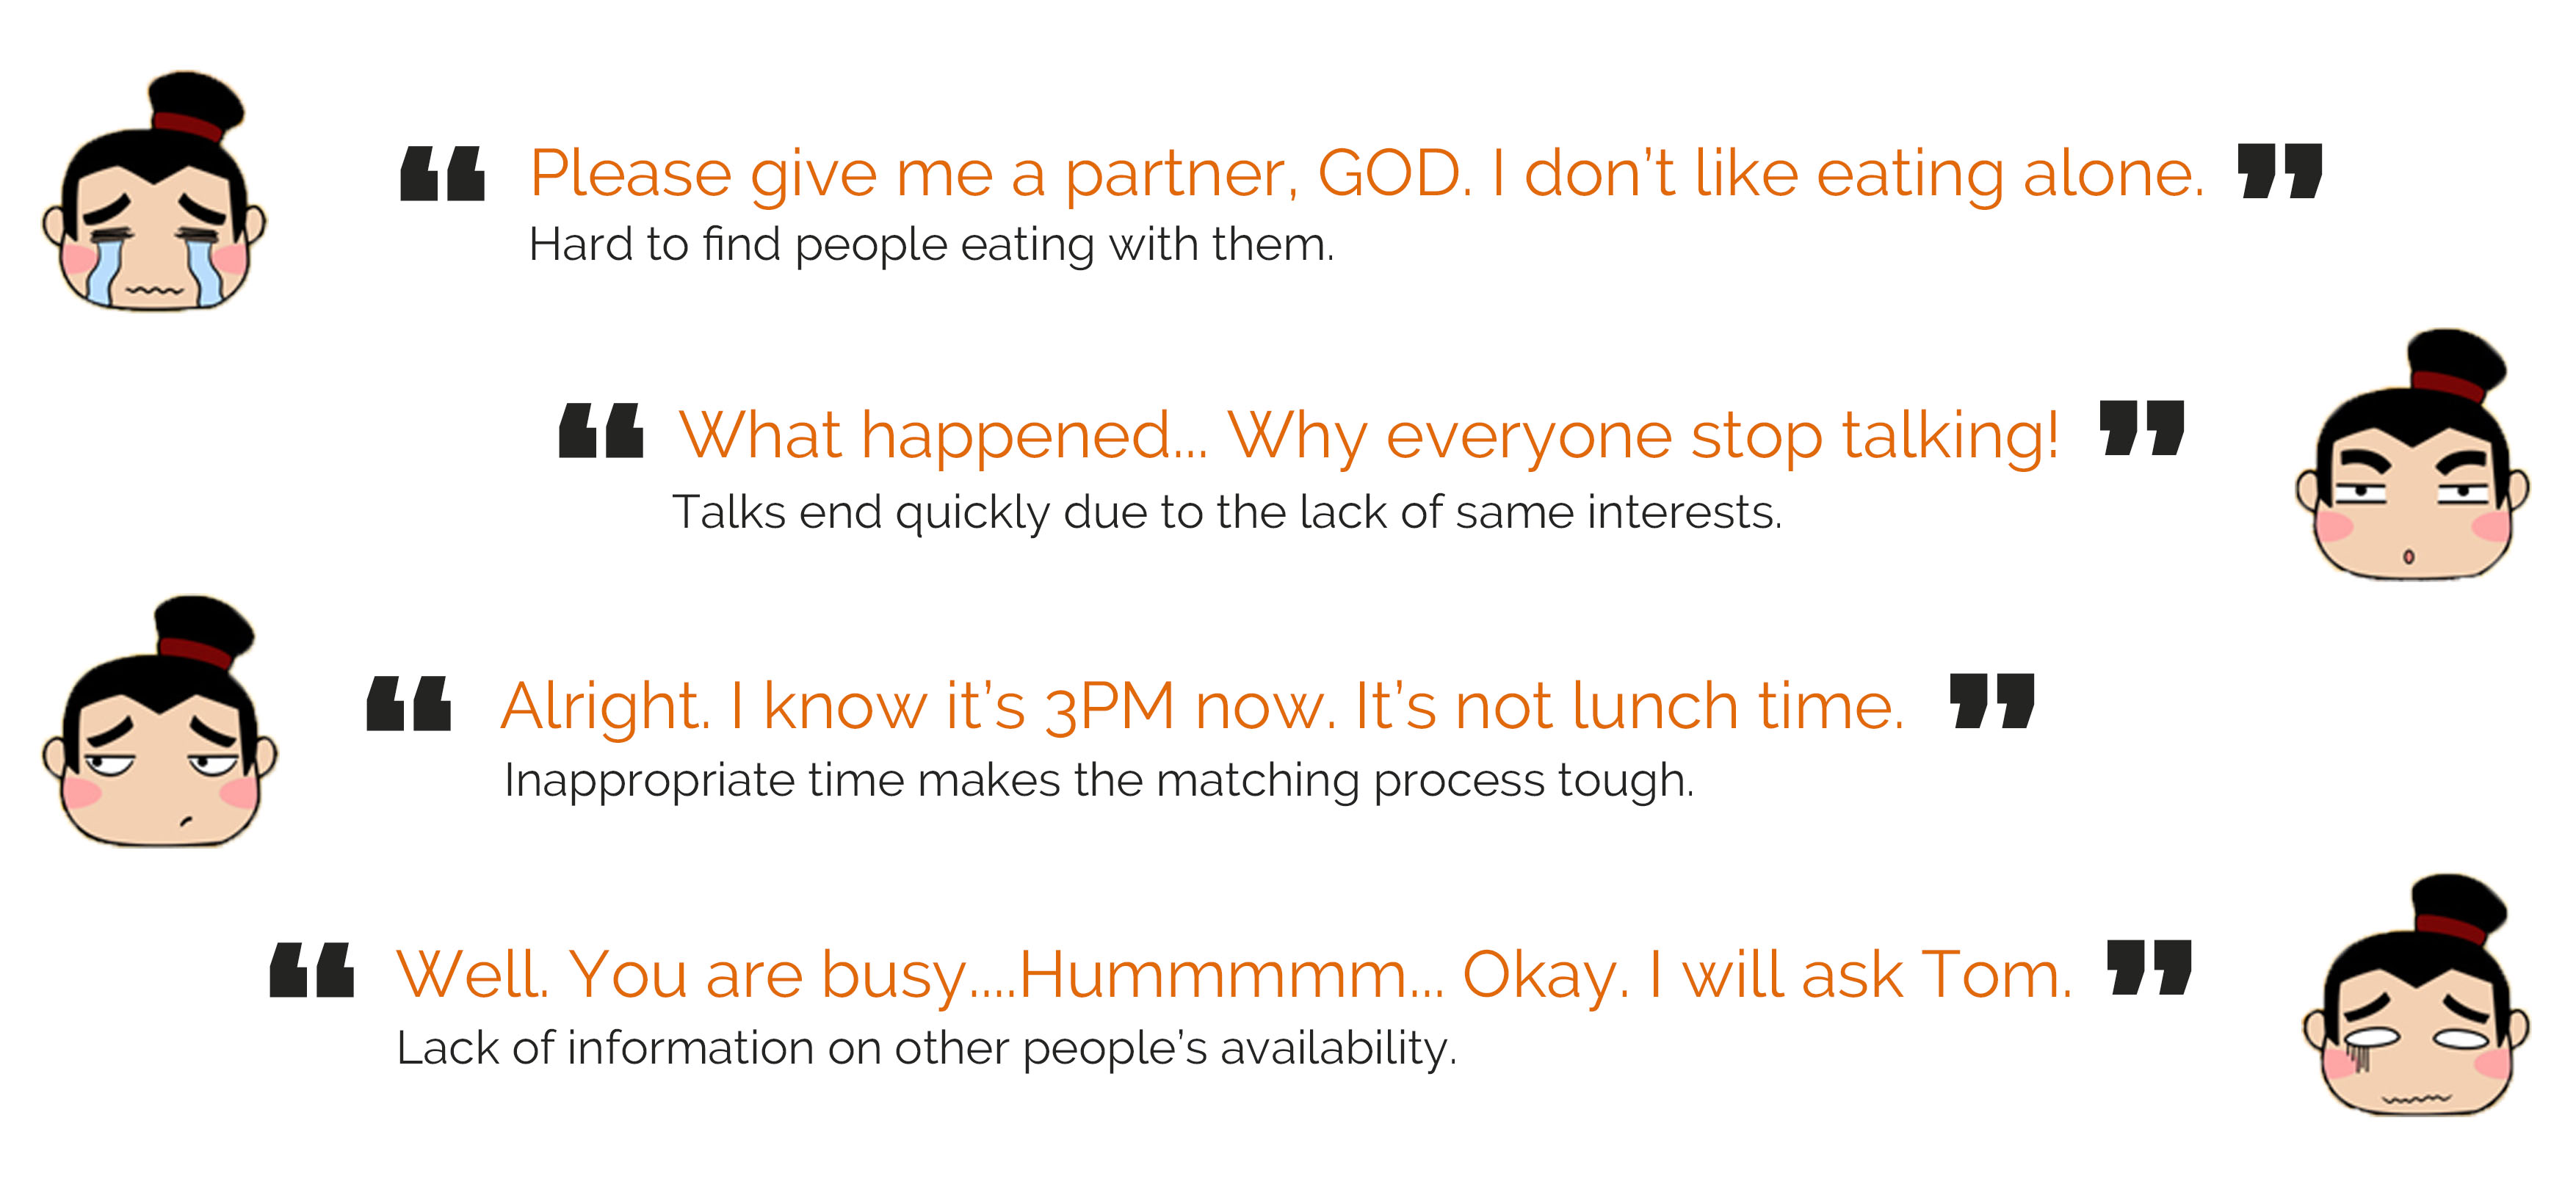 “ Please give me a partner, GOD. I don’t like eating alone. ”
Hard to find people eating with them.
“ What happened... Why everyone stop talking! ”
Talks end quickly due to the lack of same interests.
“ Alright. I know it’s 3PM now. It’s not lunch time. ”
Inappropriate time makes the matching process tough.
“ Well. You are busy....Hummmmm... Okay. I will ask Tom. ”
Lack of information on other people’s availability.